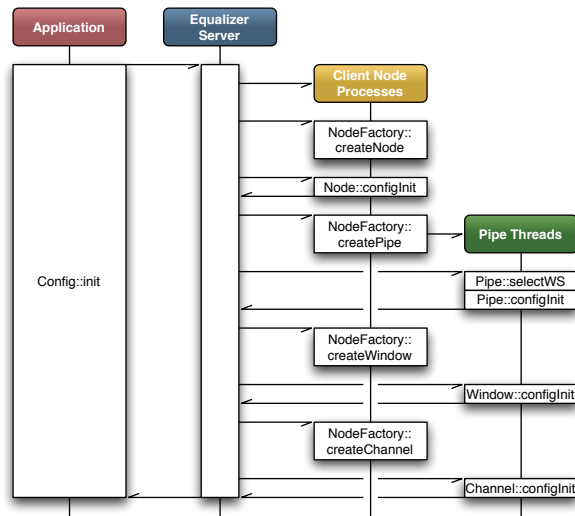 Application
Equalizer
Server
Client Node
Processes
NodeFactory::
createNode
Node::configInit
NodeFactory::
createPipe
Pipe Threads
Config::init
Pipe::selectWS
Pipe::configInit
NodeFactory::
createWindow
Window::configInit
NodeFactory::
createChannel
Channel::configInit